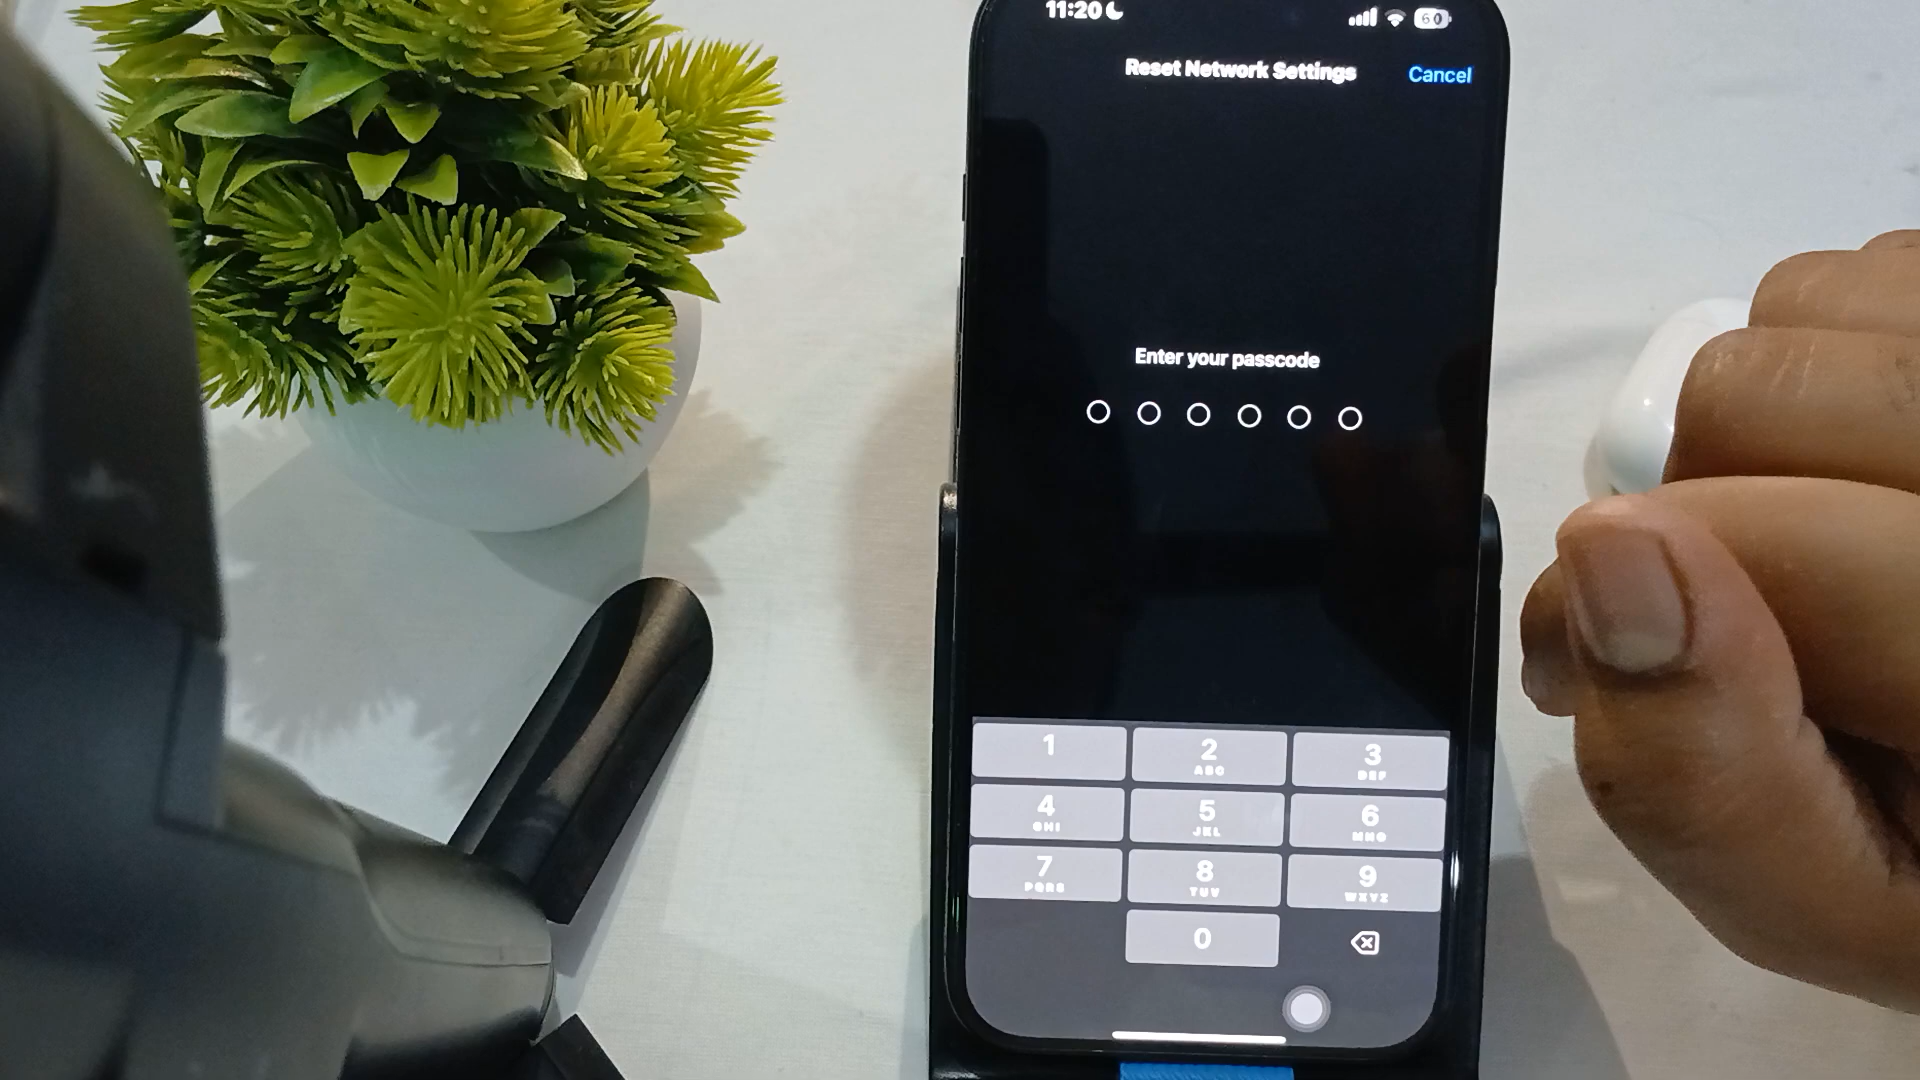 11:20
60
Reset Network Settings Cancel
Enter your passcode
1 2 3
ABC DEF
4 5 6
GHI JKL MNO
7 8 9
PQRS TUV WXYZ
0